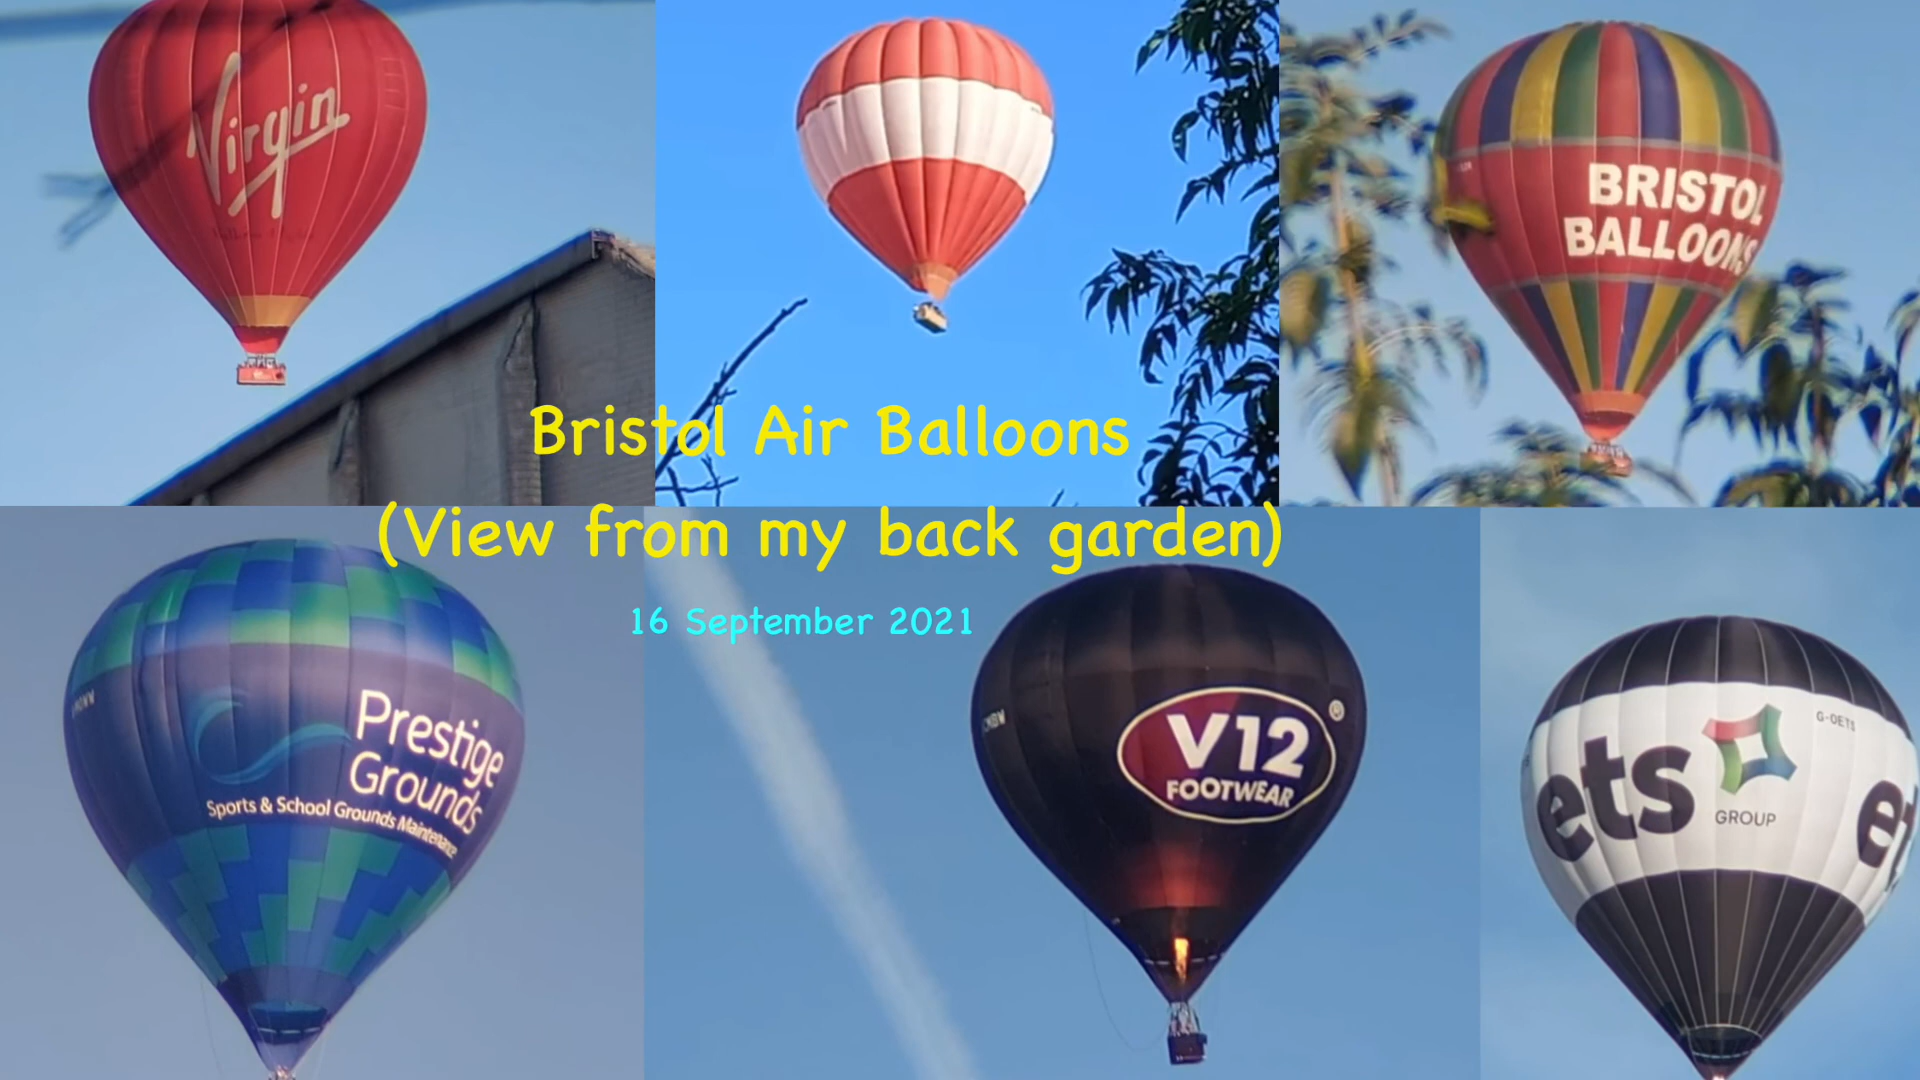 Virgin
BRISTOL
BALLOONS
Bristol Air Balloons
(View from my back garden)
16 September 2021
Prestige
Grounds
Sports & School Grounds Maintenance
V12
FOOTWEAR
®
ets
GROUP
G-OETS